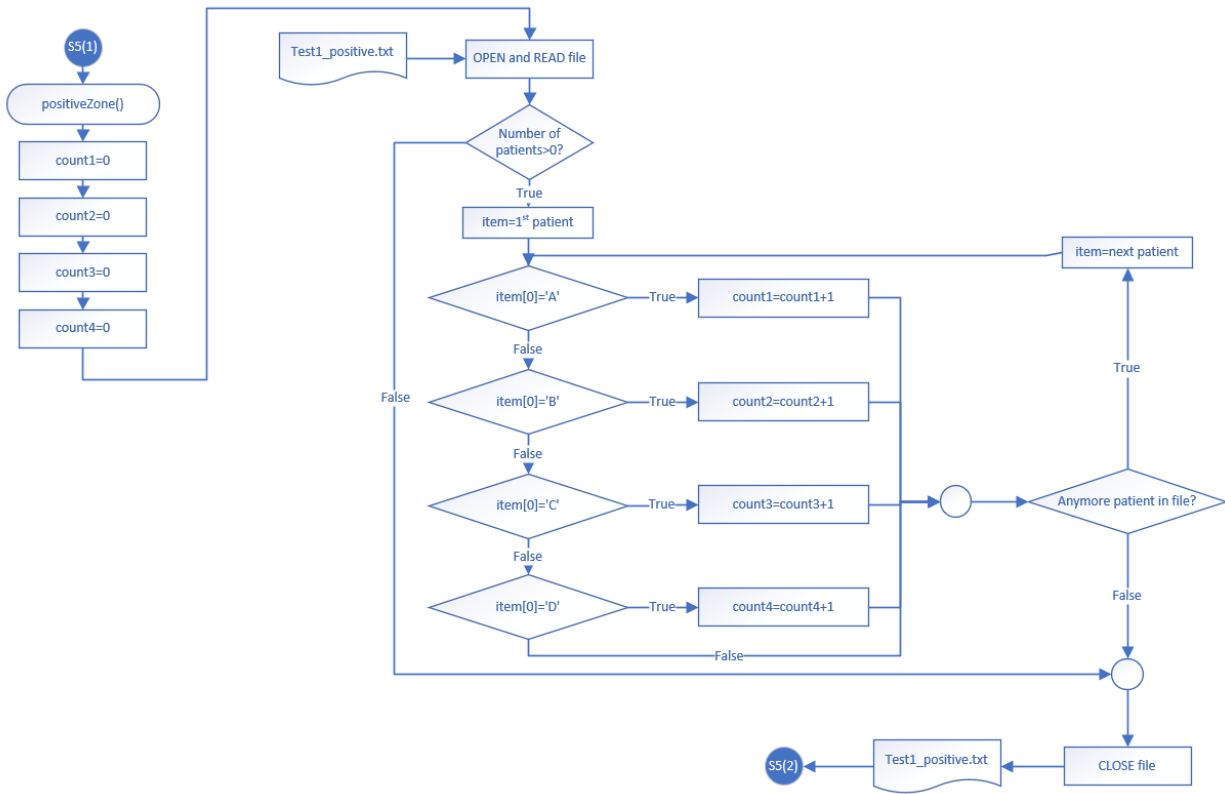 S5(1)
positiveZone()
count1=0
count2=0
count3=0
count4=0
Test1_positive.txt
OPEN and READ file
Number of
patients>0?
True
item=1st patient
item=next patient
item[0]='A'
True
count1=count1+1
False
item[0]='B'
True
count2=count2+1
False
item[0]='C'
True
count3=count3+1
False
item[0]='D'
True
count4=count4+1
False
False
True
Anymore patient in file?
False
CLOSE file
Test1_positive.txt
S5(2)